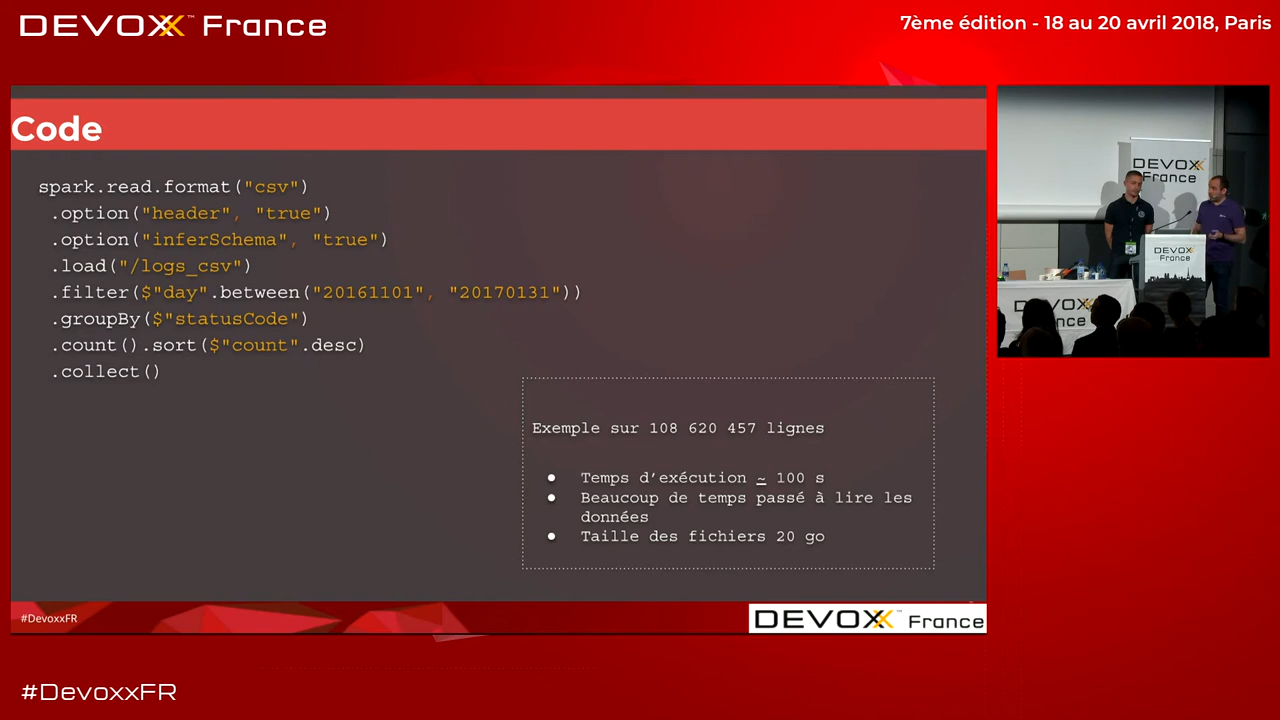 DEVOXX™ France
7ème édition - 18 au 20 avril 2018, Paris
Code
spark.read.format("csv")
.option("header", "true")
.option("inferSchema", "true")
.load("/logs_csv")
.filter($"day".between("20161101", "20170131"))
.groupBy($"statusCode")
.count().sort($"count".desc)
.collect()
Exemple sur 108 620 457 lignes
● Temps d’exécution ~ 100 s
● Beaucoup de temps passé à lire les
données
● Taille des fichiers 20 go
#DevoxxFR
DEVOXX™ France
DEVOXX
France
DEVOXX
France
DEVOXX
#DevoxxFR